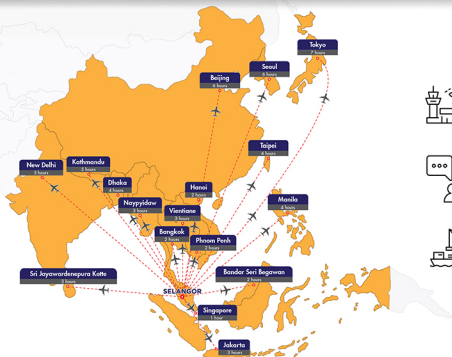 Tokyo
7 hours
Seoul
6 hours
Beijing
6 hours
Taipei
4 hours
New Delhi
5 hours
Kathmandu
5 hours
Dhaka
4 hours
Hanoi
2 hours
Naypyidaw
3 hours
Vientiane
3 hours
Manila
4 hours
Bangkok
2 hours
Phnom Penh
2 hours
Sri Jayawardenepura Kotte
3 hours
Bandar Seri Begawan
2 hours
SELANGOR
Singapore
1 hour
Jakarta
3 hours